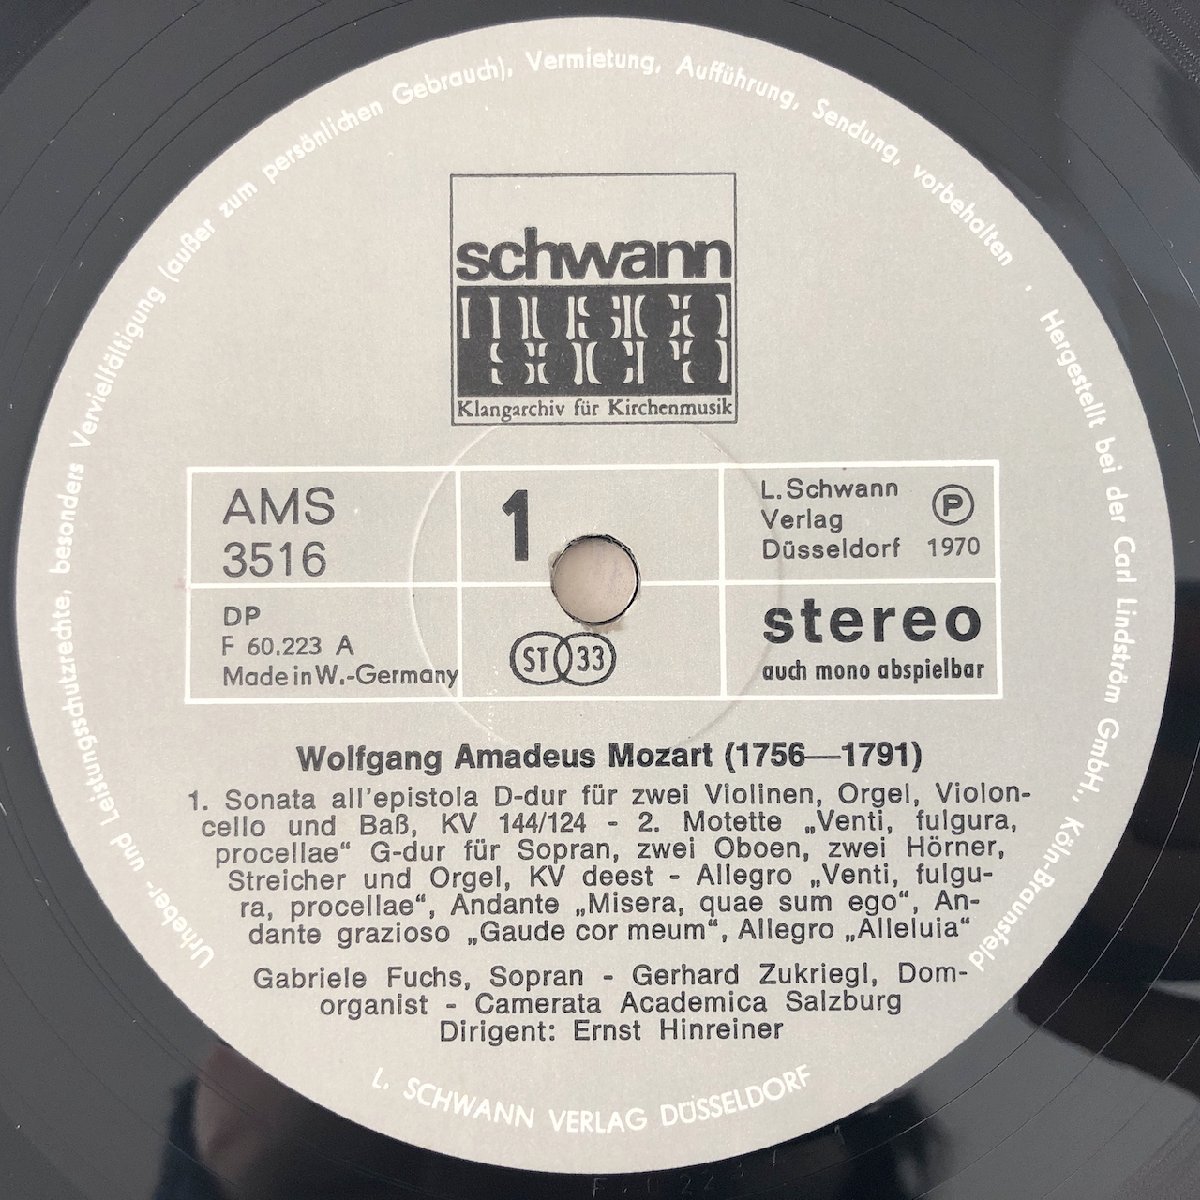 Urheber- und Leistungsschutzrechte, besonders Vervielfältigung (außer zum persönlichen Gebrauch), Vermietung, Aufführung, Sendung, vorbehalten . Hergestellt bei der Carl Lindström GmbH., Köln-Braunsfeld
schwann
musica
sacra
Klangarchiv für Kirchenmusik
AMS
3516
1
L. Schwann
Verlag
Düsseldorf
P
1970
DP
F 60.223 A
Made in W.-Germany
ST 33
stereo
auch mono abspielbar
Wolfgang Amadeus Mozart (1756—1791)
1. Sonata all'epistola D-dur für zwei Violinen, Orgel, Violon-
cello und Baß, KV 144/124 - 2. Motette „Venti, fulgura,
procellae“ G-dur für Sopran, zwei Oboen, zwei Hörner,
Streicher und Orgel, KV deest - Allegro „Venti, fulgu-
ra, procellae“, Andante „Misera, quae sum ego“, An-
dante grazioso „Gaude cor meum“, Allegro „Alleluia“
Gabriele Fuchs, Sopran - Gerhard Zukriegl, Dom-
organist - Camerata Academica Salzburg
Dirigent: Ernst Hinreiner
L. SCHWANN VERLAG DÜSSELDORF